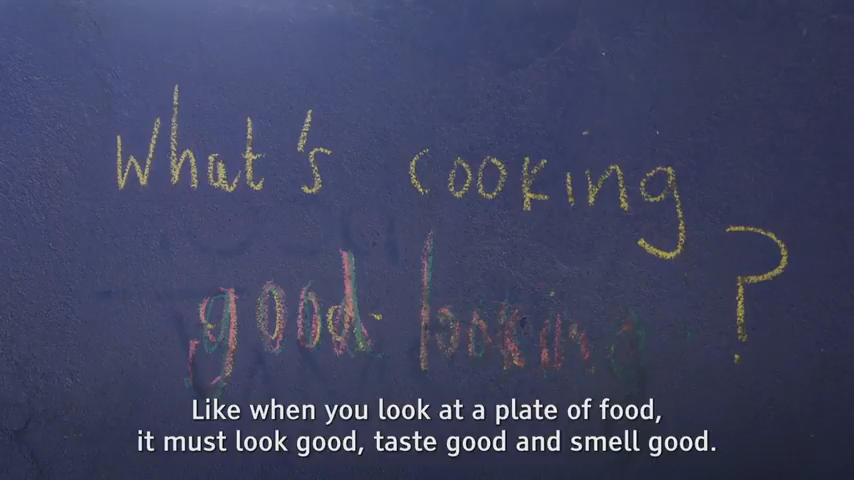 What's cooking
good looking ?
Like when you look at a plate of food,
it must look good, taste good and smell good.